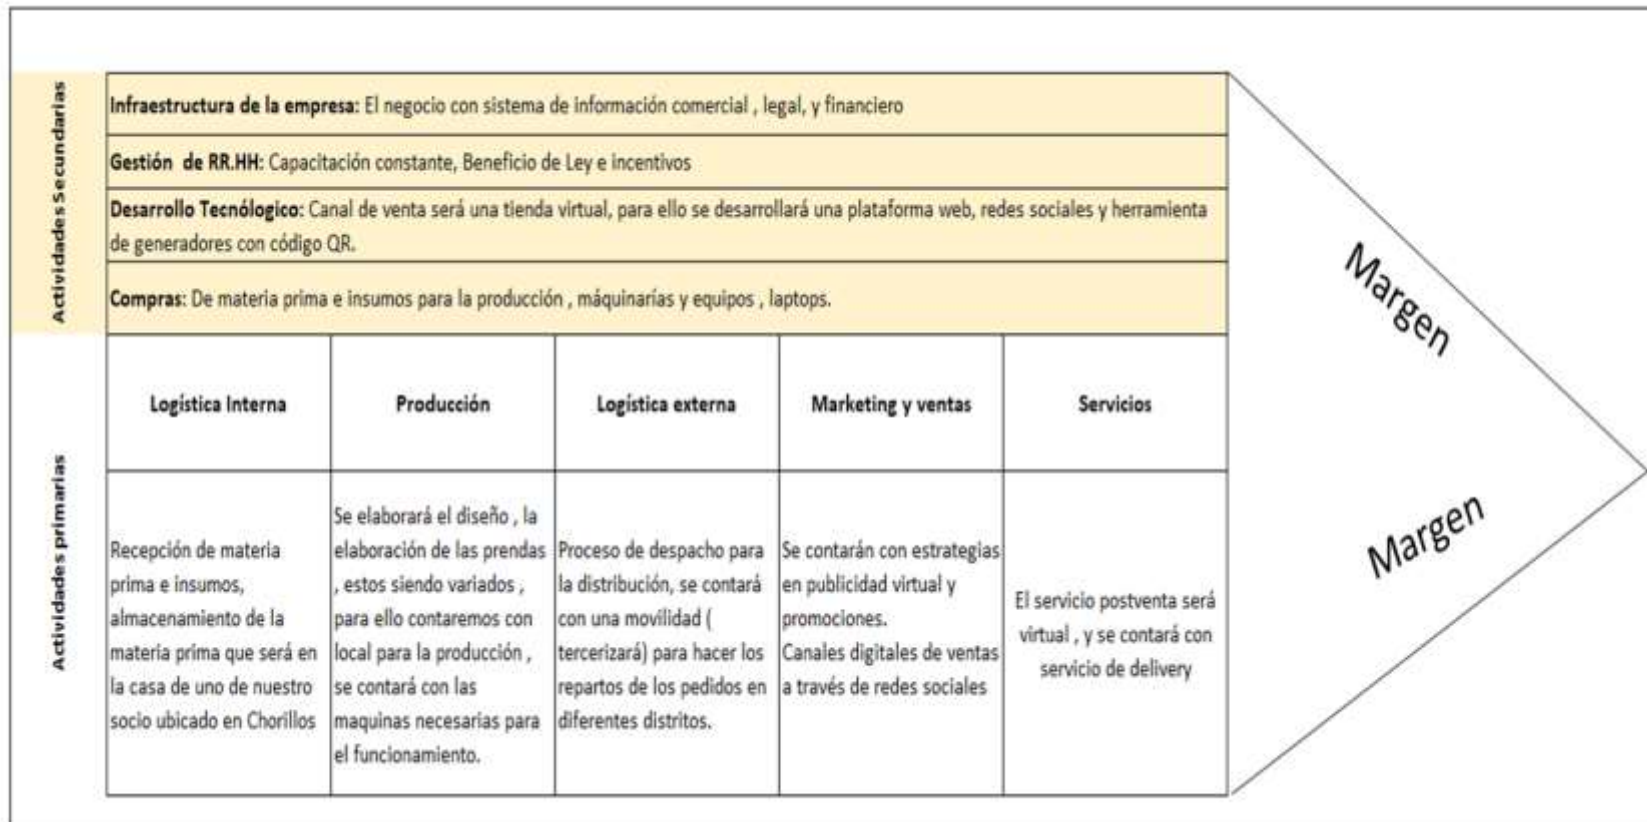 Actividades Secundarias
Infraestructura de la empresa: El negocio con sistema de información comercial , legal, y financiero
Gestión de RR.HH: Capacitación constante, Beneficio de Ley e incentivos
Desarrollo Tecnólogico: Canal de venta será una tienda virtual, para ello se desarrollará una plataforma web, redes sociales y herramienta
de generadores con código QR.
Compras: De materia prima e insumos para la producción , máquinarías y equipos , laptops.
Margen
Actividades primarias
Logística Interna
Producción
Logística externa
Marketing y ventas
Servicios
Recepción de materia
prima e insumos,
almacenamiento de la
materia prima que será en
la casa de uno de nuestro
socio ubicado en Chorillos
Se elaborará el diseño , la
elaboración de las prendas
, estos siendo variados ,
para ello contaremos con
local para la producción ,
se contará con las
maquinas necesarias para
el funcionamiento.
Proceso de despacho para
la distribución, se contará
con una movilidad (
tercerizará) para hacer los
repartos de los pedidos en
diferentes distritos.
Se contarán con estrategias
en publicidad virtual y
promociones.
Canales digitales de ventas
a través de redes sociales
El servicio postventa será
virtual , y se contará con
servicio de delivery
Margen